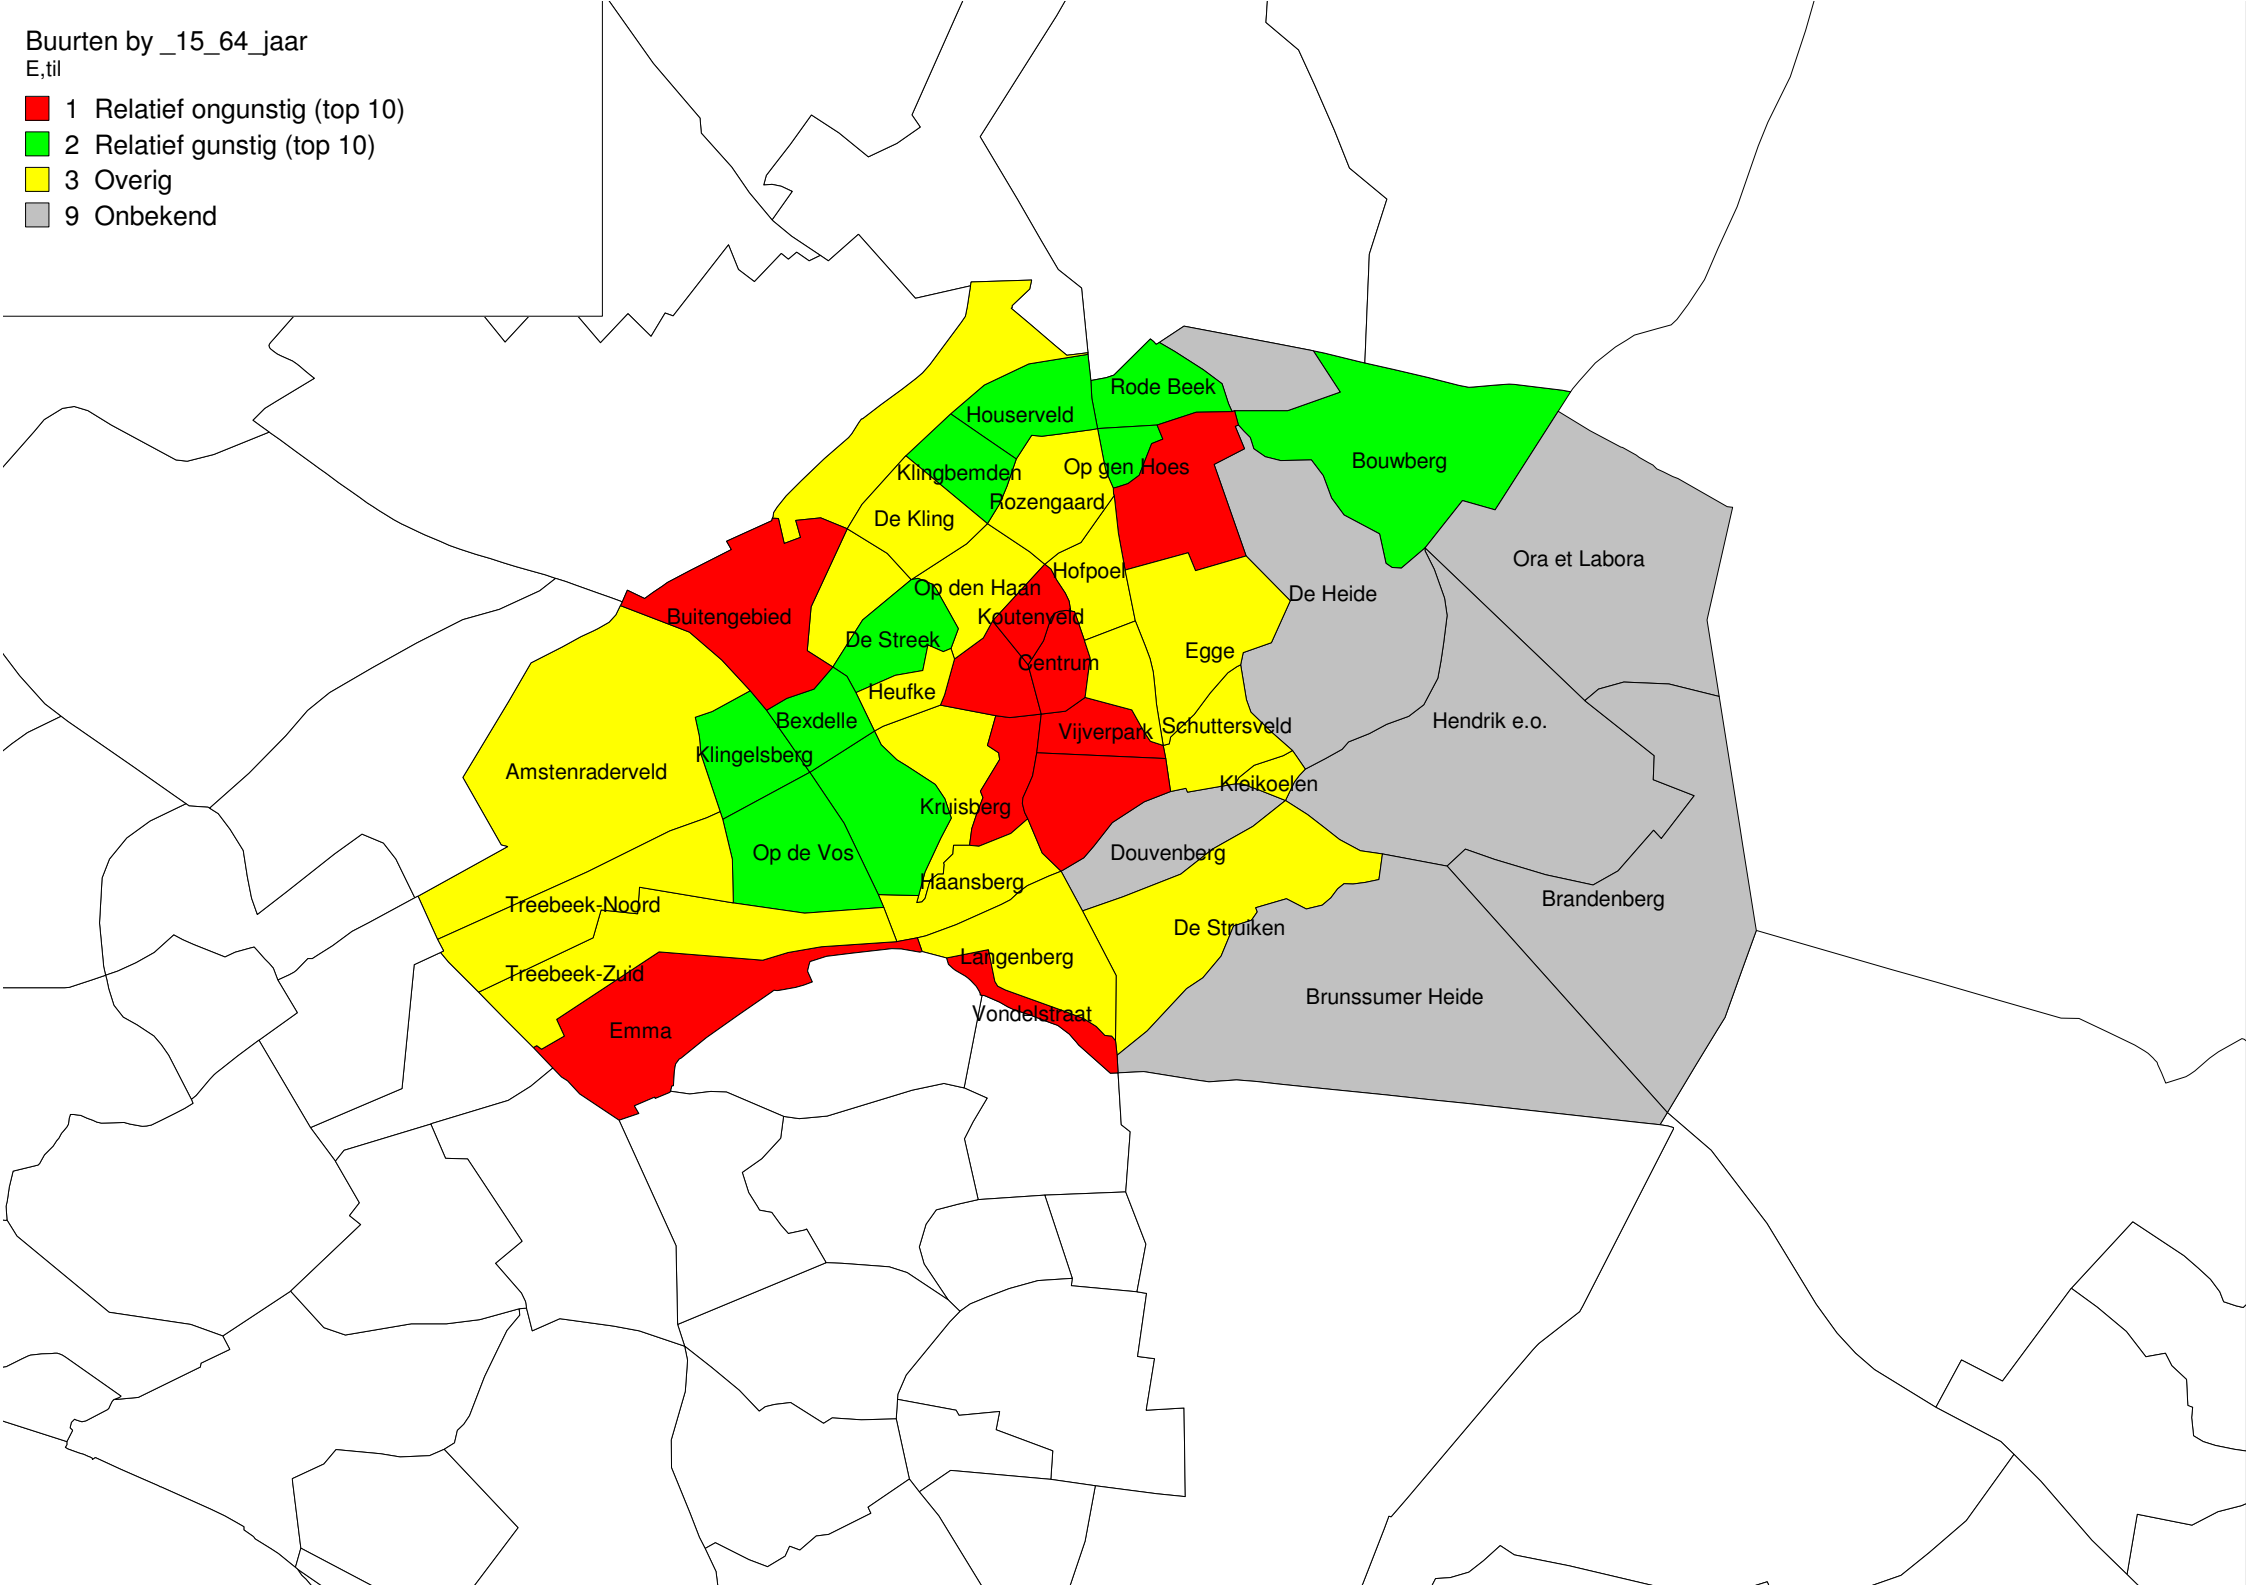 Buurten by _15_64_jaar
E,til
1 Relatief ongunstig (top 10)
2 Relatief gunstig (top 10)
3 Overig
9 Onbekend
Rode Beek
Houserveld
Bouwberg
Op gen Hoes
Klingbemden
Rozengaard
De Kling
Ora et Labora
Hofpoel
Op den Haan
De Heide
Buitengebied
Koutenveld
De Streek
Egge
Centrum
Heufke
Bexdelle
Hendrik e.o.
Schuttersveld
Vijverpark
Klingelsberg
Amstenraderveld
Kleikoelen
Kruisberg
Op de Vos
Douvenberg
Haansberg
Brandenberg
Treebeek-Noord
De Struiken
Langenberg
Treebeek-Zuid
Brunssumer Heide
Vondelstraat
Emma